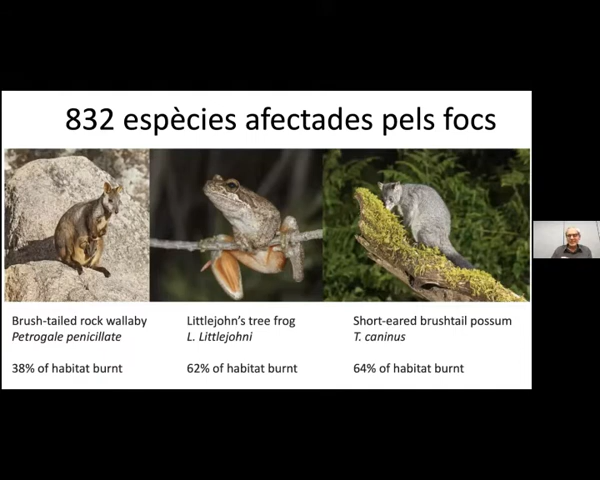 832 espècies afectades pels focs
Brush-tailed rock wallaby
Petrogale penicillate
38% of habitat burnt
Littlejohn's tree frog
L. Littlejohni
62% of habitat burnt
Short-eared brushtail possum
T. caninus
64% of habitat burnt